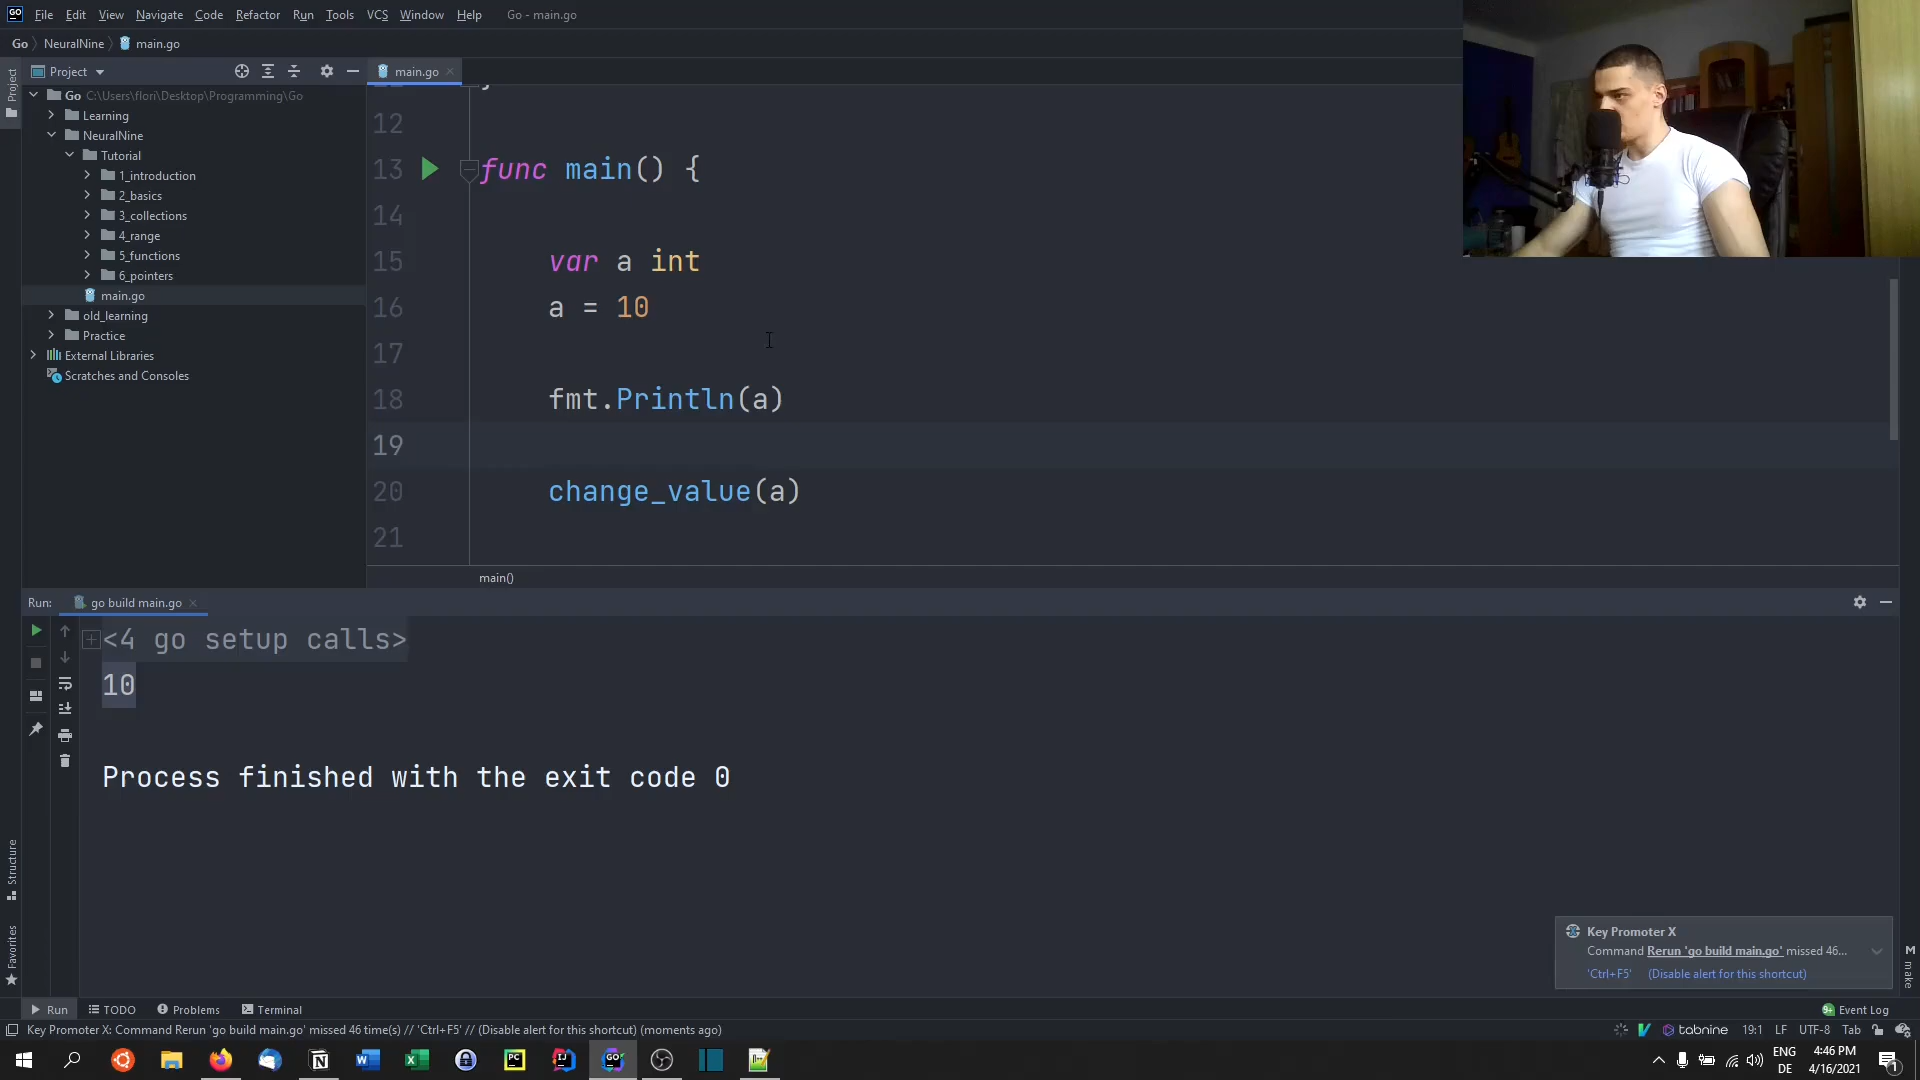 GO File Edit View Navigate Code Refactor Run Tools VCS Window Help Go - main.go
Go NeuralNine main.go
Project
Project
main.go
Go C:\Users\flori\Desktop\Programming\Go
Learning
NeuralNine
Tutorial
1_introduction
2_basics
3_collections
4_range
5_functions
6_pointers
main.go
old_learning
Practice
External Libraries
Scratches and Consoles
12
13 func main() {
14
15 var a int
16 a = 10
17
18 fmt.Println(a)
19
20 change_value(a)
21
main()
Run: go build main.go
<4 go setup calls>
10
Process finished with the exit code 0
Structure
Favorites
M make
Key Promoter X
Command Rerun 'go build main.go' missed 46...
'Ctrl+F5' (Disable alert for this shortcut)
Run TODO Problems Terminal Event Log
Key Promoter X: Command Rerun 'go build main.go' missed 46 time(s) // 'Ctrl+F5' // (Disable alert for this shortcut) (moments ago) tabnine 19:1 LF UTF-8 Tab
ENG 4:46 PM
DE 4/16/2021